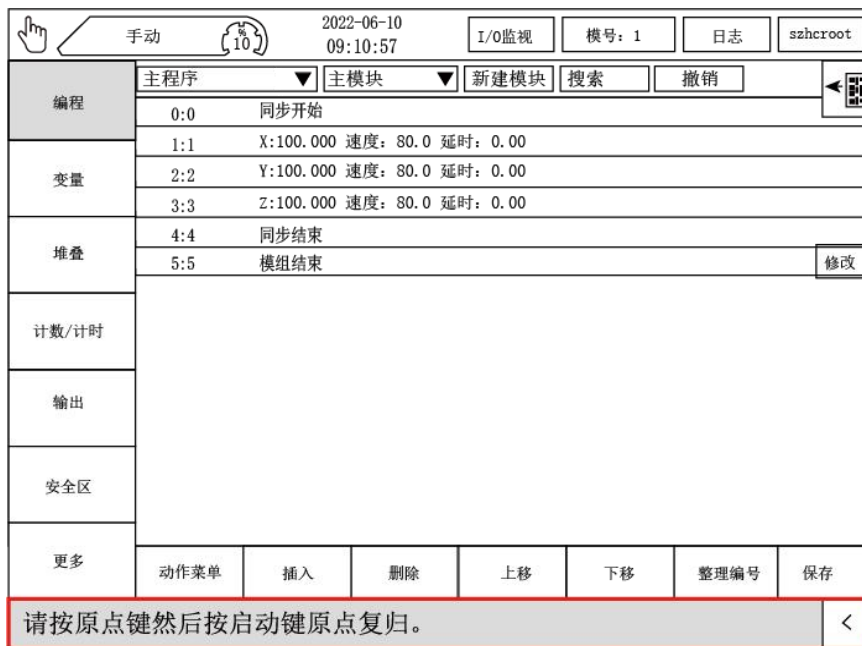 手动 % 10 2022-06-10 09:10:57 I/O监视 模号：1 日志 szhcroot
编程
变量
堆叠
计数/计时
输出
安全区
更多
主程序 ▼ 主模块 ▼ 新建模块 搜索 撤销
0:0 同步开始
1:1 X:100.000 速度：80.0 延时：0.00
2:2 Y:100.000 速度：80.0 延时：0.00
3:3 Z:100.000 速度：80.0 延时：0.00
4:4 同步结束
5:5 模组结束 修改
动作菜单 插入 删除 上移 下移 整理编号 保存
请按原点键然后按启动键原点复归。 <